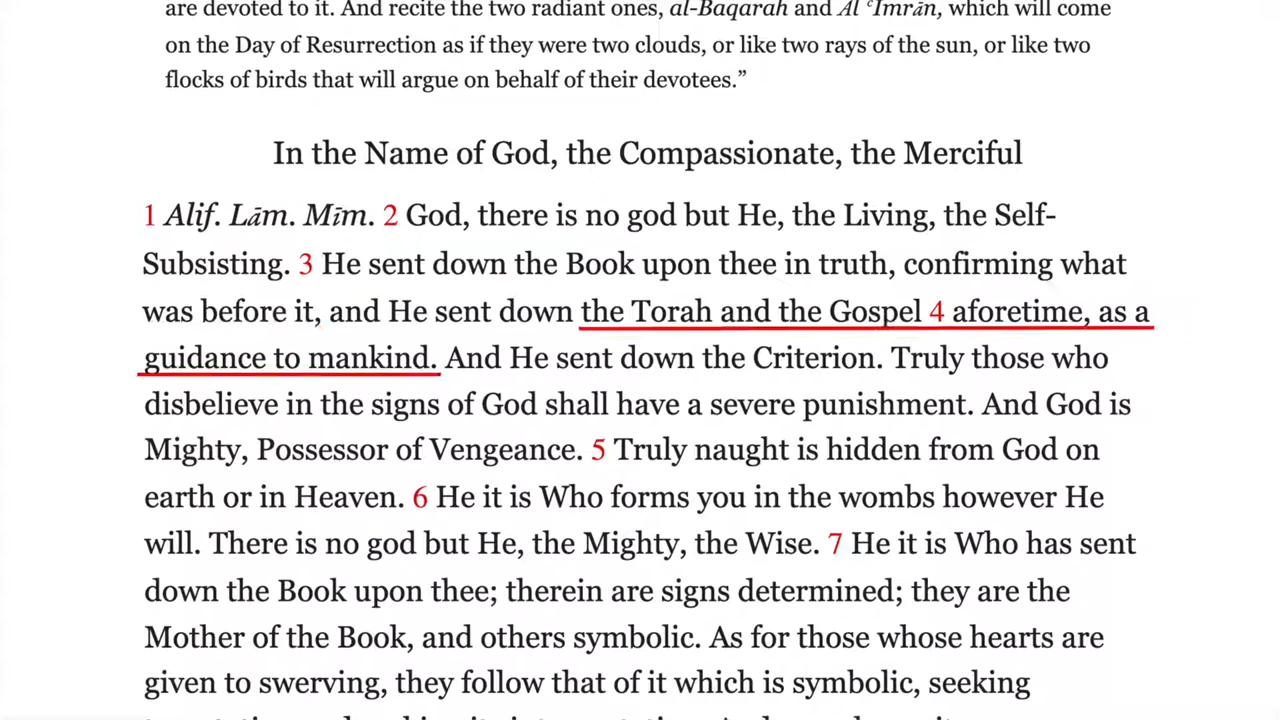 are devoted to it. And recite the two radiant ones, al-Baqarah and Āl ʿImrān, which will come
on the Day of Resurrection as if they were two clouds, or like two rays of the sun, or like two
flocks of birds that will argue on behalf of their devotees.”
In the Name of God, the Compassionate, the Merciful
1 Alif. Lām. Mīm. 2 God, there is no god but He, the Living, the Self-
Subsisting. 3 He sent down the Book upon thee in truth, confirming what
was before it, and He sent down the Torah and the Gospel 4 aforetime, as a
guidance to mankind. And He sent down the Criterion. Truly those who
disbelieve in the signs of God shall have a severe punishment. And God is
Mighty, Possessor of Vengeance. 5 Truly naught is hidden from God on
earth or in Heaven. 6 He it is Who forms you in the wombs however He
will. There is no god but He, the Mighty, the Wise. 7 He it is Who has sent
down the Book upon thee; therein are signs determined; they are the
Mother of the Book, and others symbolic. As for those whose hearts are
given to swerving, they follow that of it which is symbolic, seeking